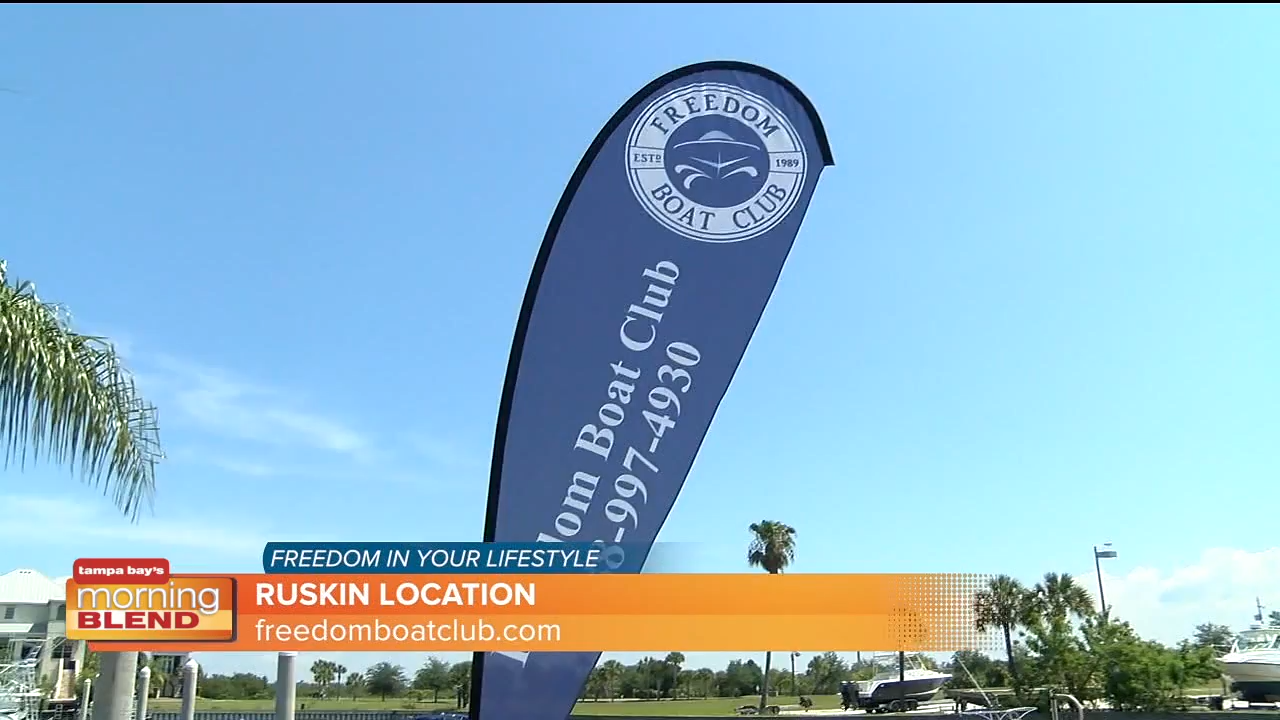 FREEDOM
ESTD 1989
BOAT CLUB
dom Boat Club
8-997-4930
FREEDOM IN YOUR LIFESTYLE
tampa bay's
morning
BLEND
RUSKIN LOCATION
freedomboatclub.com